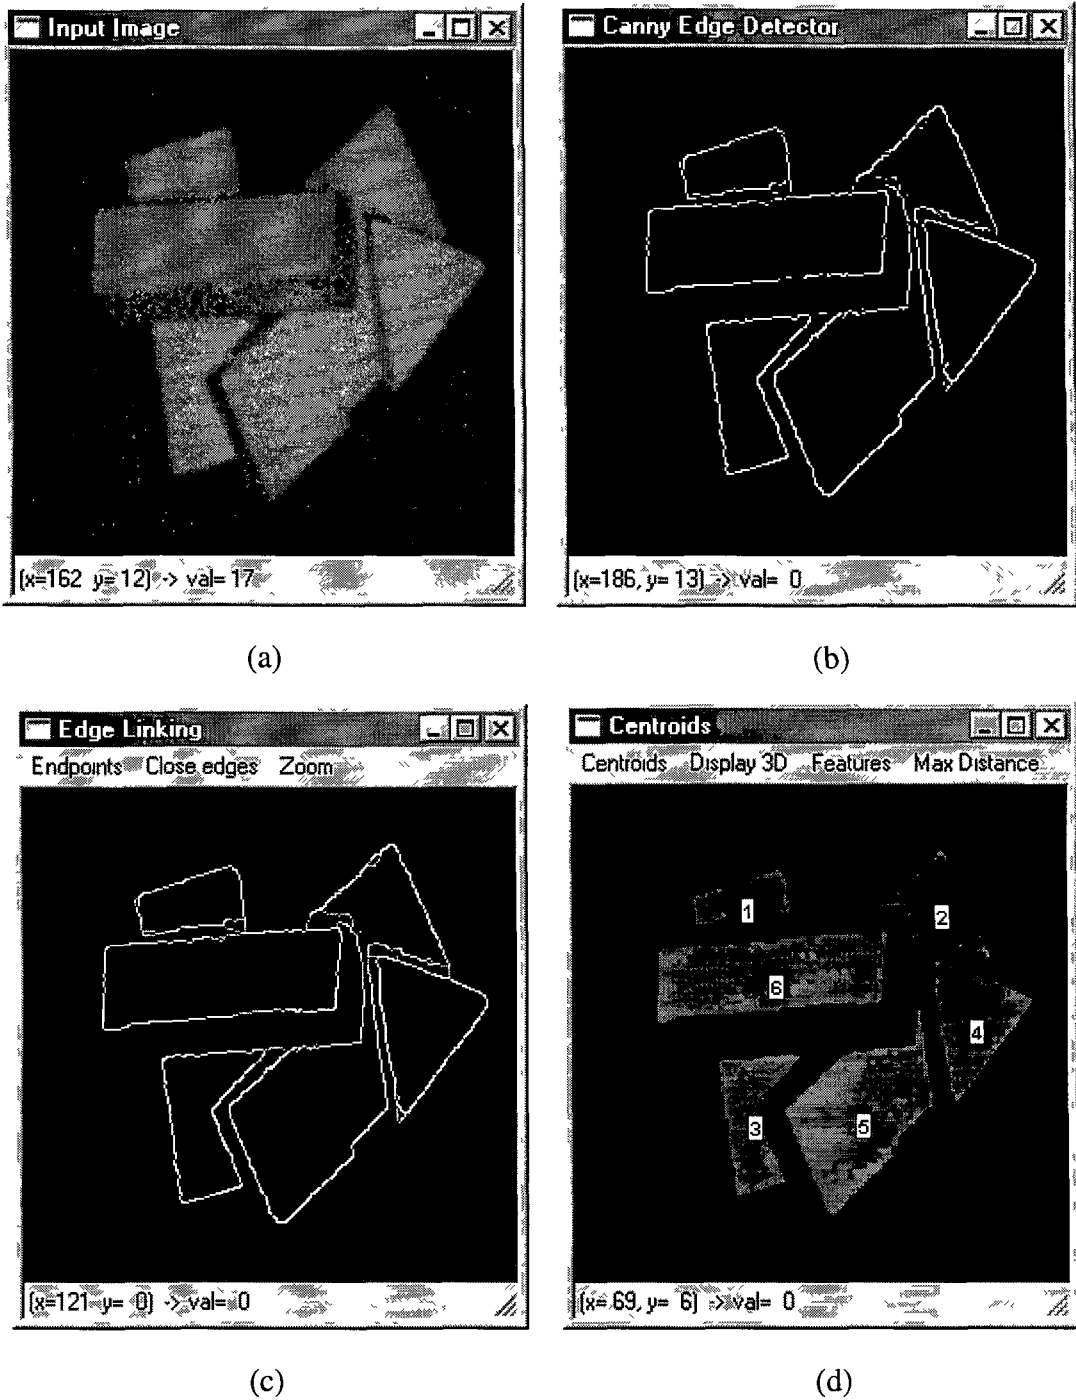 Input Image
Canny Edge Detector
(x=162 y=12) -> val=17
(x=186, y= 13) -> val= 0
(a)
(b)
Edge Linking
Centroids
Endpoints Close edges Zoom
Centroids Display 3D Features Max Distance
1
2
6
4
3
5
(x=121 y= 0) -> val= 0
(x= 69, y= 6) -> val= 0
(c)
(d)